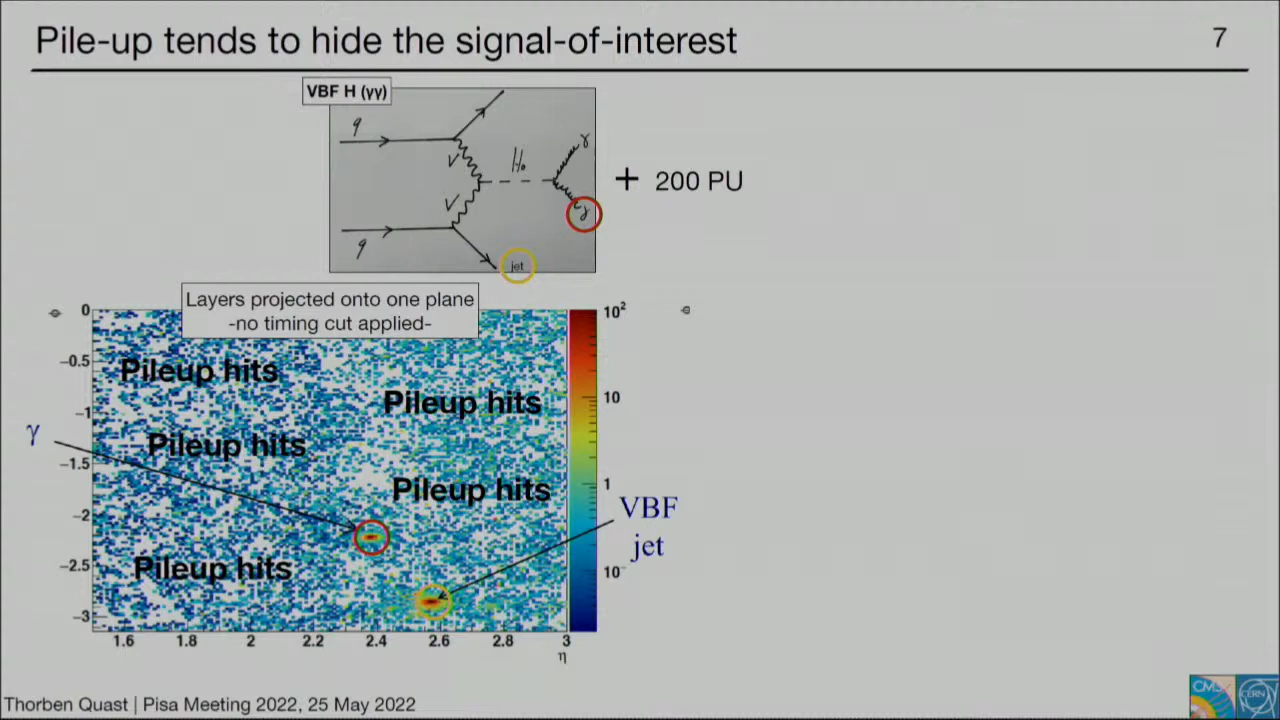 Pile-up tends to hide the signal-of-interest
7
VBF H (γγ)
q
V
H₀
γ
V
γ
q
jet
+ 200 PU
Layers projected onto one plane
-no timing cut applied-
ϕ
0
−0.5
−1
−1.5
−2
−2.5
−3
1.6 1.8 2 2.2 2.4 2.6 2.8 3
η
10²
10
1
10⁻
Pileup hits
Pileup hits
Pileup hits
Pileup hits
Pileup hits
γ
VBF
jet
Thorben Quast | Pisa Meeting 2022, 25 May 2022
CMS
CERN